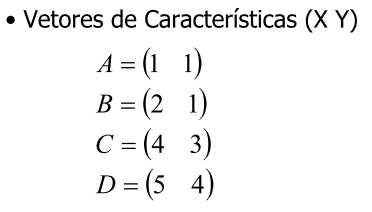 • Vetores de Características (X Y)
A = (1 1)
B = (2 1)
C = (4 3)
D = (5 4)